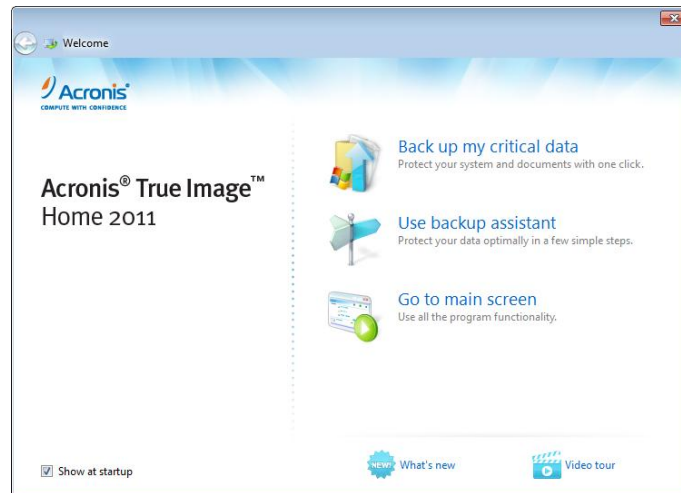 Welcome
Acronis®
COMPUTE WITH CONFIDENCE
Acronis® True Image™
Home 2011
Back up my critical data
Protect your system and documents with one click.
Use backup assistant
Protect your data optimally in a few simple steps.
Go to main screen
Use all the program functionality.
Show at startup
NEW!
What's new
Video tour